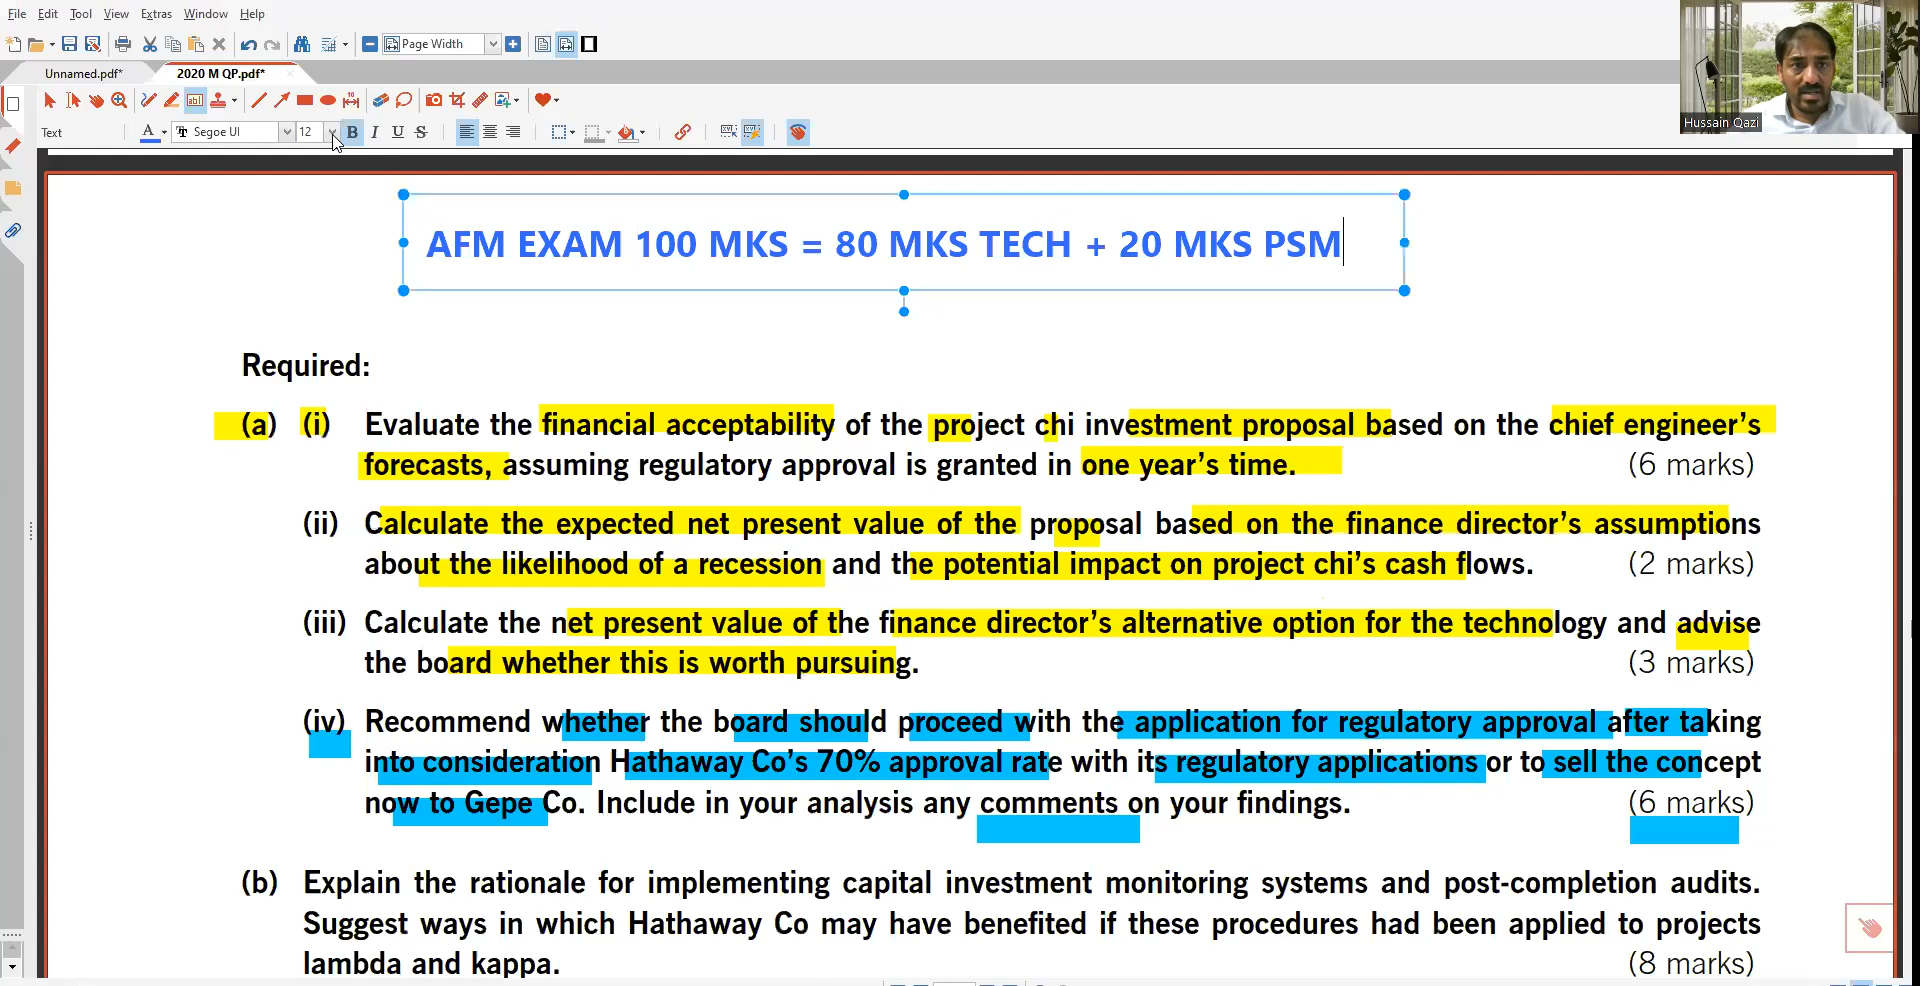 File Edit Tool View Extras Window Help
Page Width
Unnamed.pdf* 2020 M QP.pdf*
Text A Segoe UI 12 B I U S
Hussain Qazi
AFM EXAM 100 MKS = 80 MKS TECH + 20 MKS PSM
Required:
(a) (i) Evaluate the financial acceptability of the project chi investment proposal based on the chief engineer's
forecasts, assuming regulatory approval is granted in one year's time. (6 marks)
(ii) Calculate the expected net present value of the proposal based on the finance director's assumptions
about the likelihood of a recession and the potential impact on project chi's cash flows. (2 marks)
(iii) Calculate the net present value of the finance director's alternative option for the technology and advise
the board whether this is worth pursuing. (3 marks)
(iv) Recommend whether the board should proceed with the application for regulatory approval after taking
into consideration Hathaway Co's 70% approval rate with its regulatory applications or to sell the concept
now to Gepe Co. Include in your analysis any comments on your findings. (6 marks)
(b) Explain the rationale for implementing capital investment monitoring systems and post-completion audits.
Suggest ways in which Hathaway Co may have benefited if these procedures had been applied to projects
lambda and kappa. (8 marks)